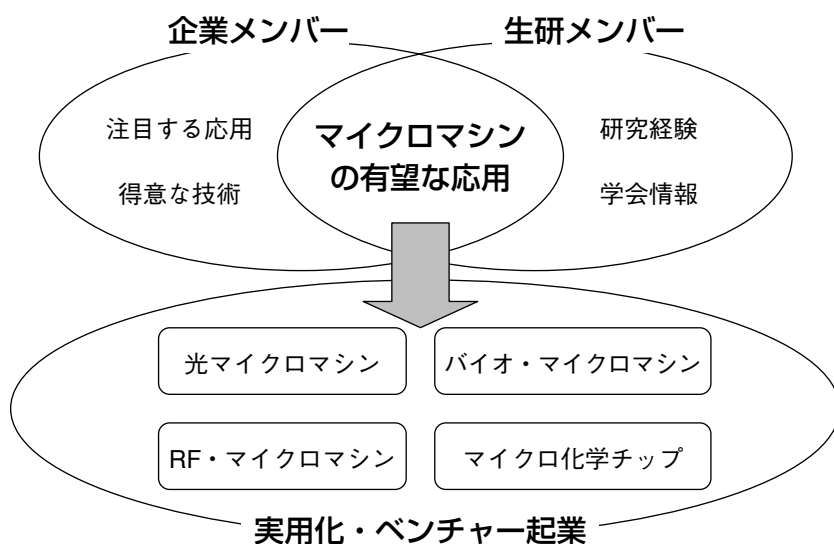 企業メンバー
生研メンバー
注目する応用
得意な技術
マイクロマシン
の有望な応用
研究経験
学会情報
光マイクロマシン
バイオ・マイクロマシン
RF・マイクロマシン
マイクロ化学チップ
実用化・ベンチャー起業